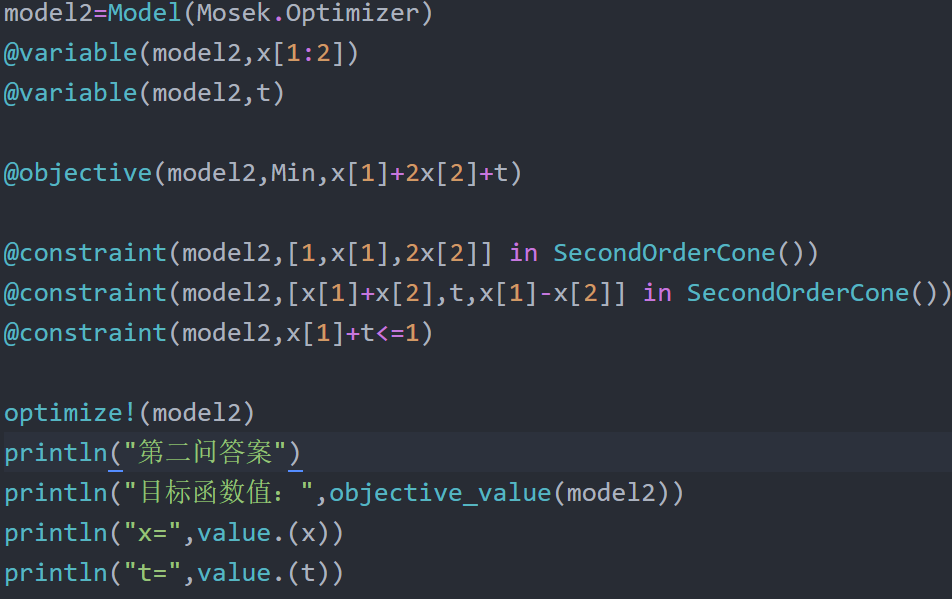 model2=Model(Mosek.Optimizer)
@variable(model2,x[1:2])
@variable(model2,t)
@objective(model2,Min,x[1]+2x[2]+t)
@constraint(model2,[1,x[1],2x[2]] in SecondOrderCone())
@constraint(model2,[x[1]+x[2],t,x[1]-x[2]] in SecondOrderCone())
@constraint(model2,x[1]+t<=1)
optimize!(model2)
println("第二问答案")
println("目标函数值：",objective_value(model2))
println("x=",value.(x))
println("t=",value.(t))